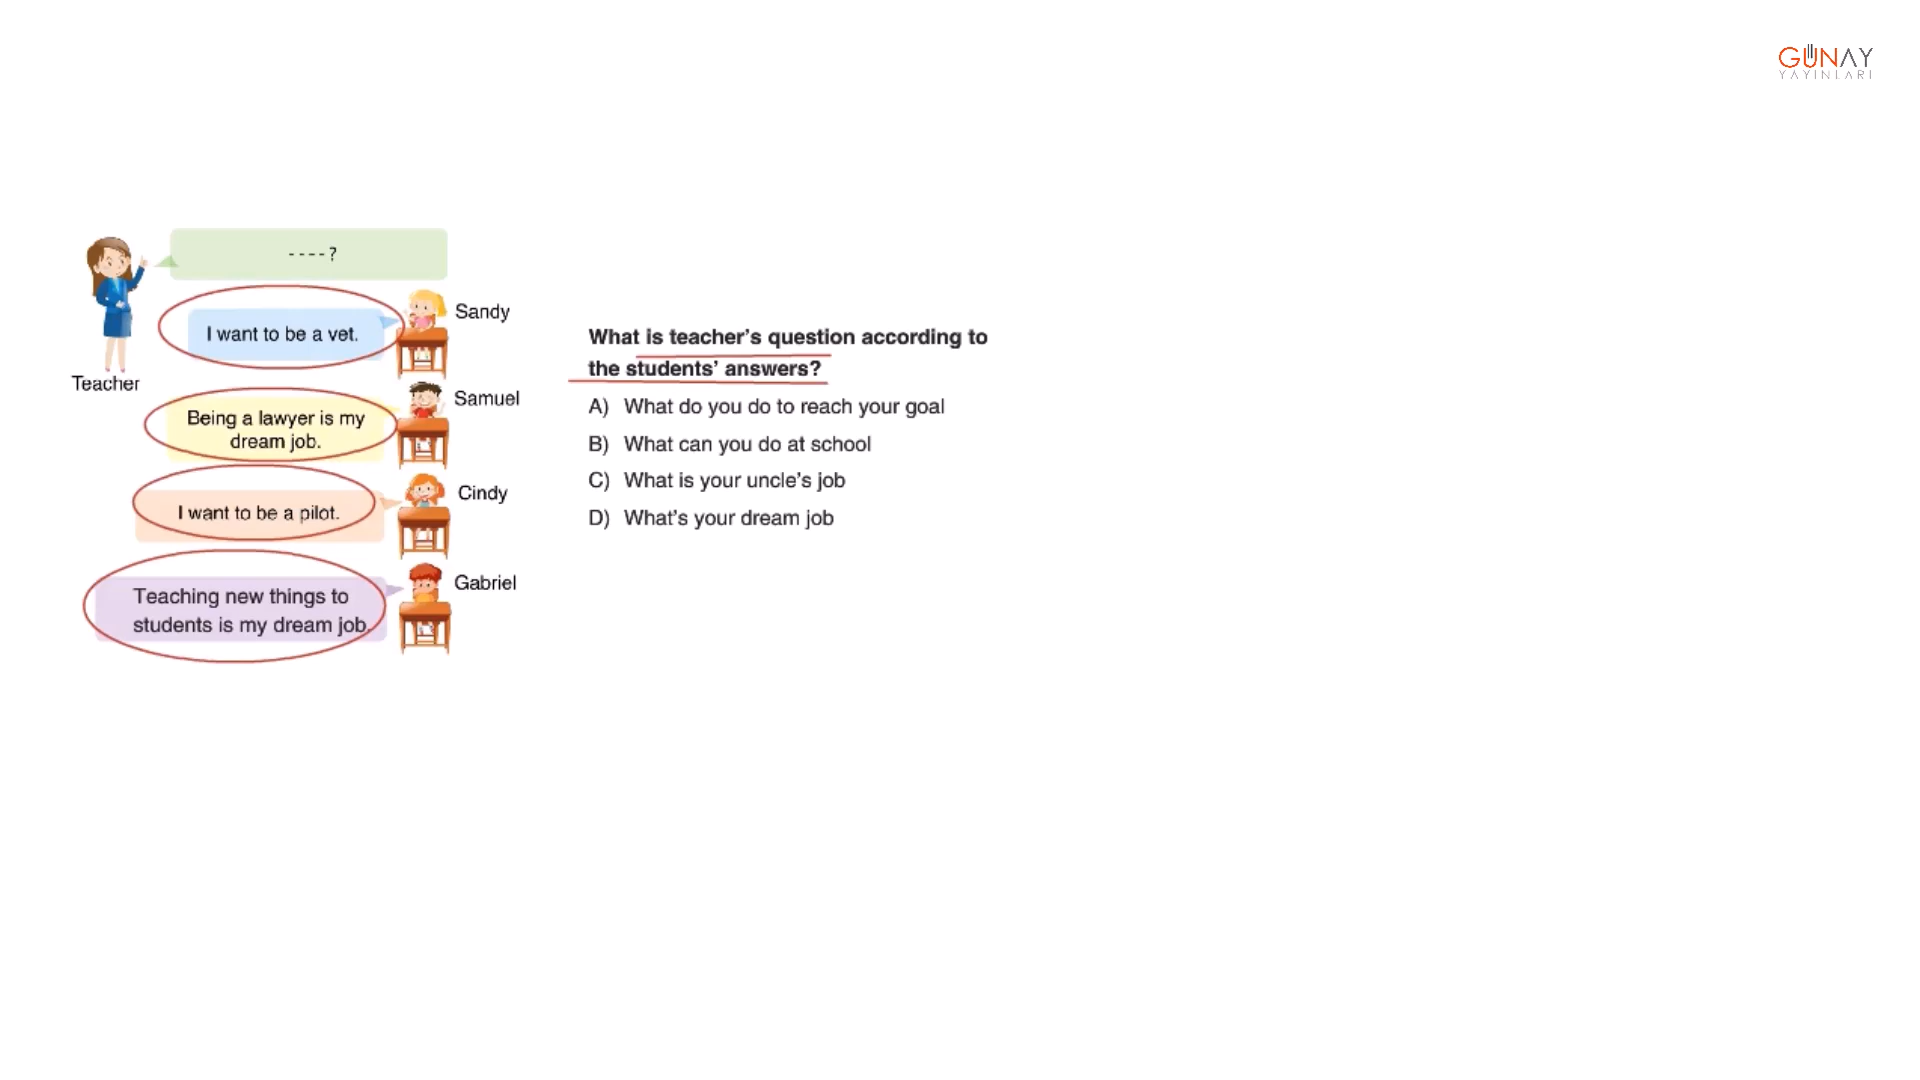 GÜNAY
YAYINLARI
----?
I want to be a vet.
Sandy
Teacher
Being a lawyer is my
dream job.
Samuel
I want to be a pilot.
Cindy
Teaching new things to
students is my dream job.
Gabriel
What is teacher's question according to
the students' answers?
A) What do you do to reach your goal
B) What can you do at school
C) What is your uncle's job
D) What's your dream job